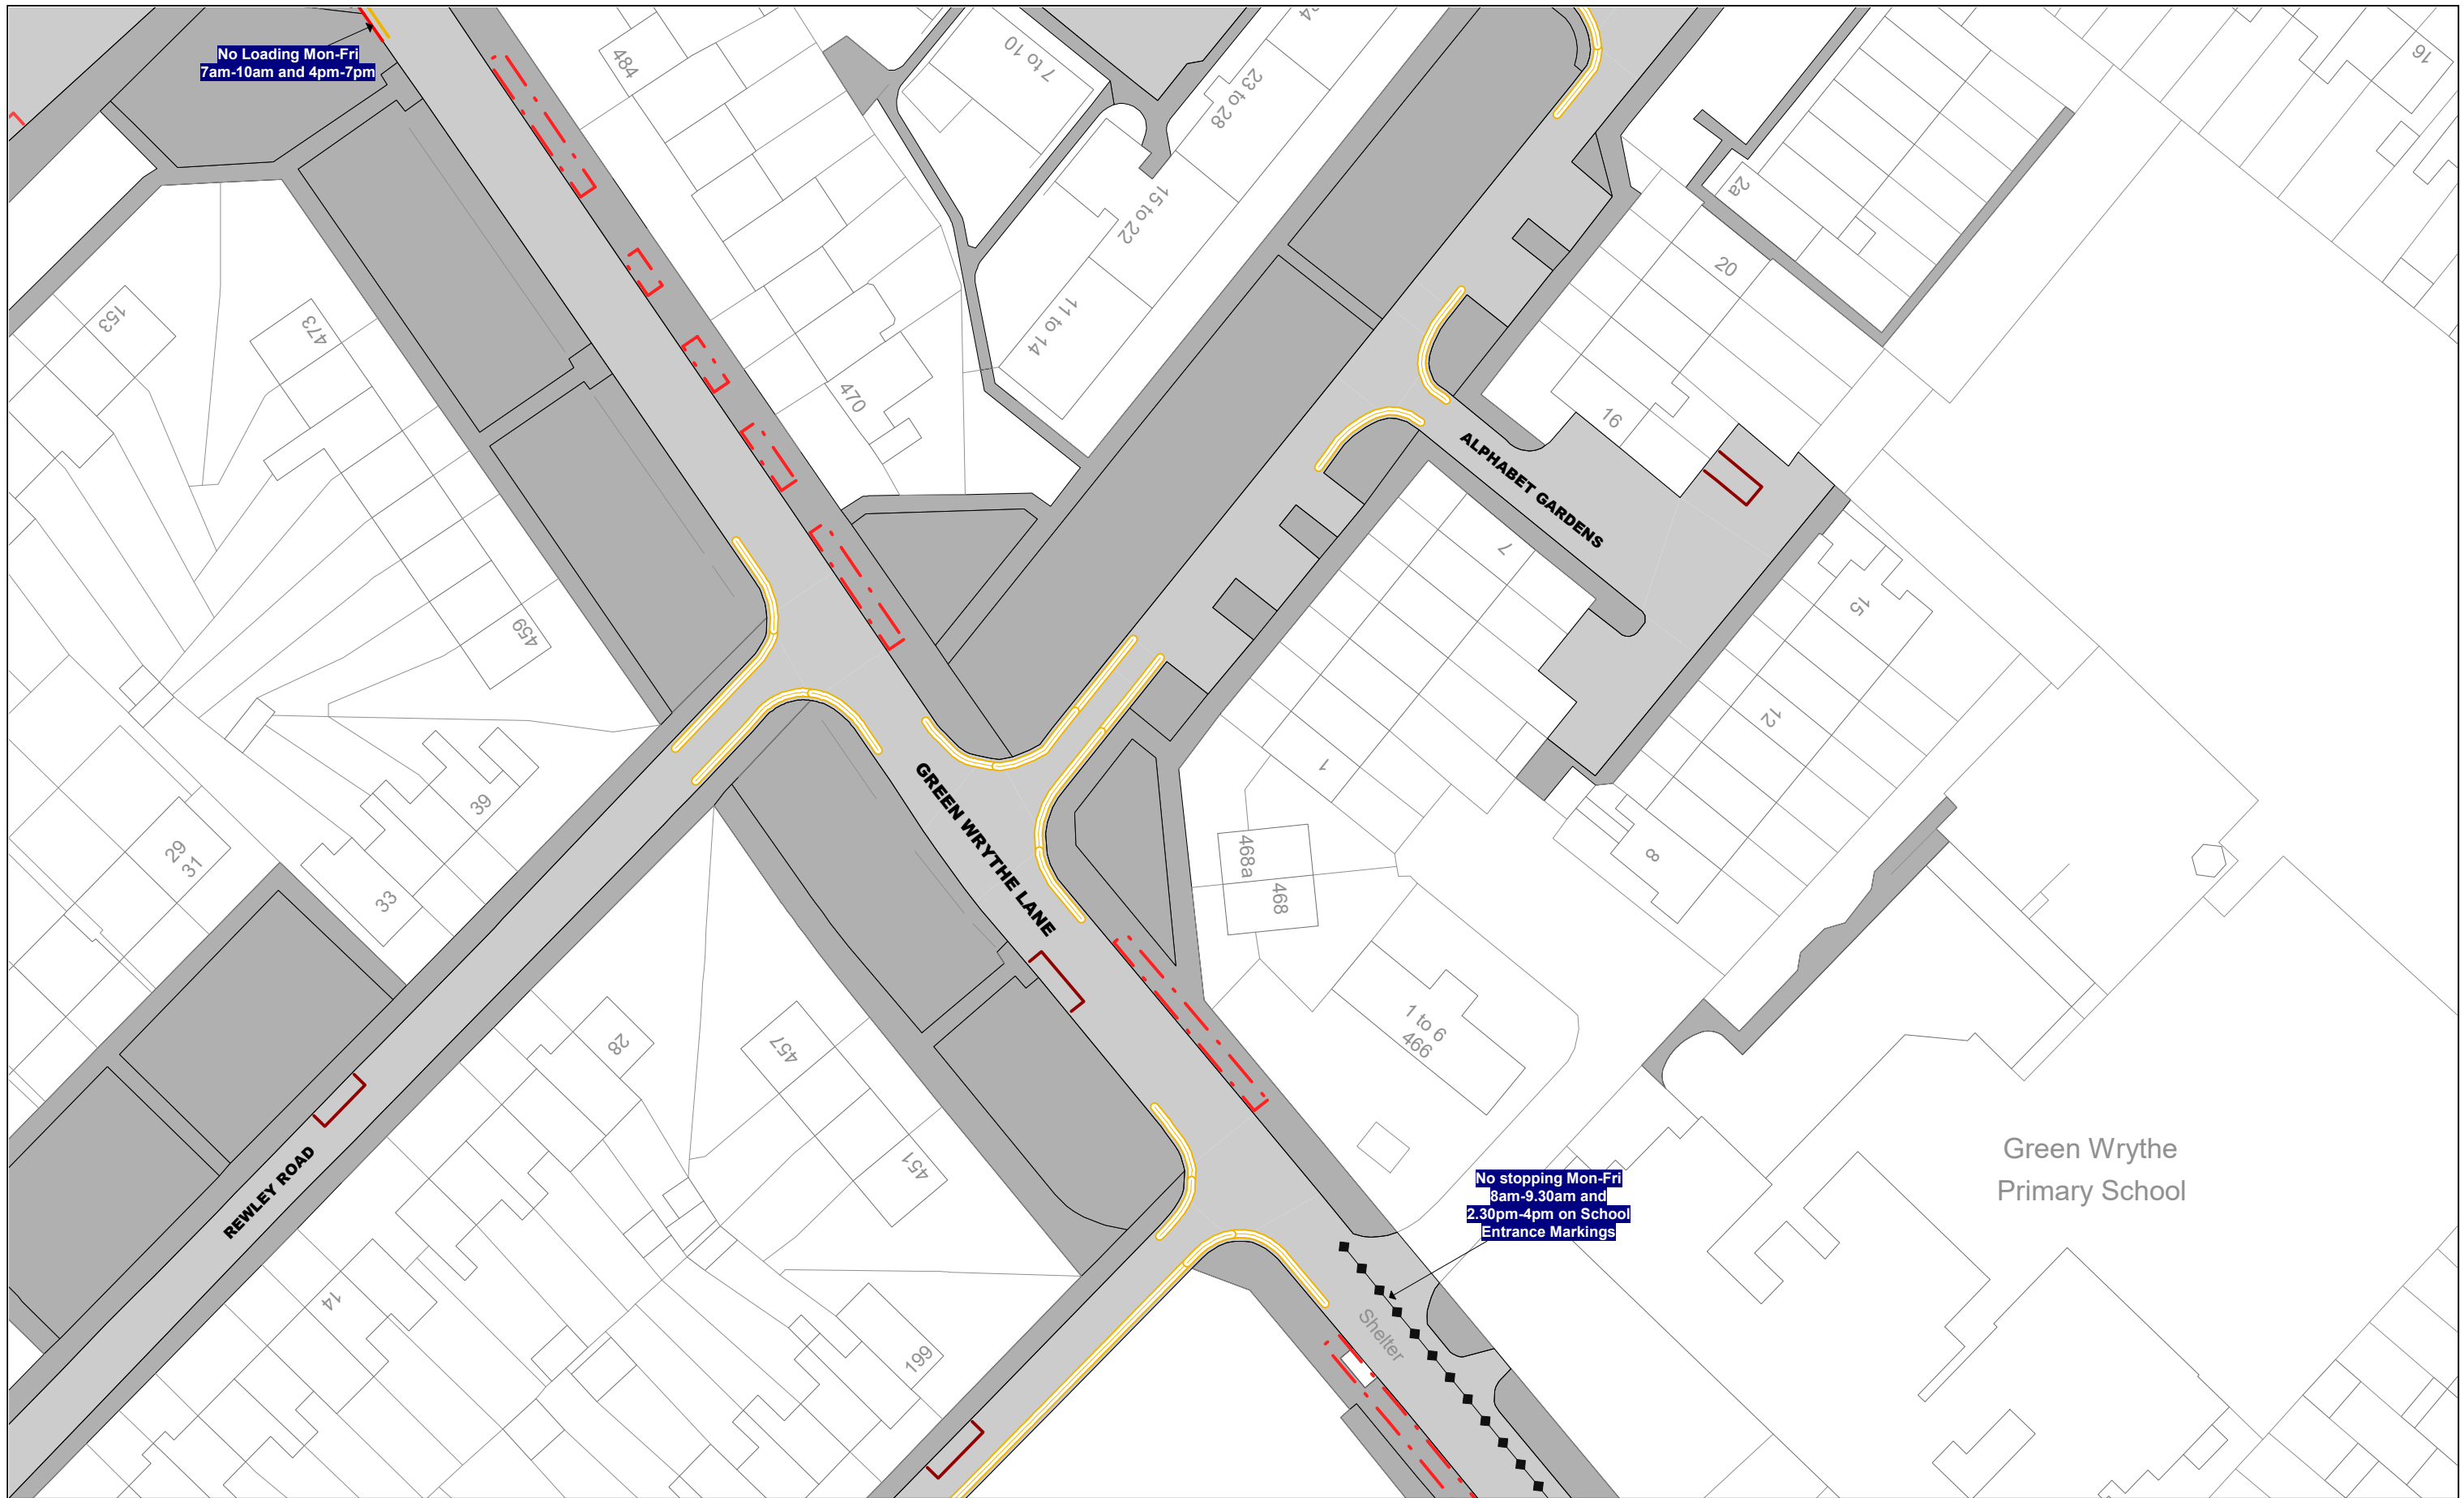 No Loading Mon-Fri
7am-10am and 4pm-7pm
484
7 to 10
23 to 28
16
15 to 22
2a
20
153
473
11 to 14
470
16
ALPHABET GARDENS
7
15
459
12
1
39
GREEN WRYTHE LANE
29
31
33
468a
468
8
28
457
1 to 6
466
451
REWLEY ROAD
Green Wrythe
Primary School
No stopping Mon-Fri
8am-9.30am and
2.30pm-4pm on School
Entrance Markings
14
Shelter
199